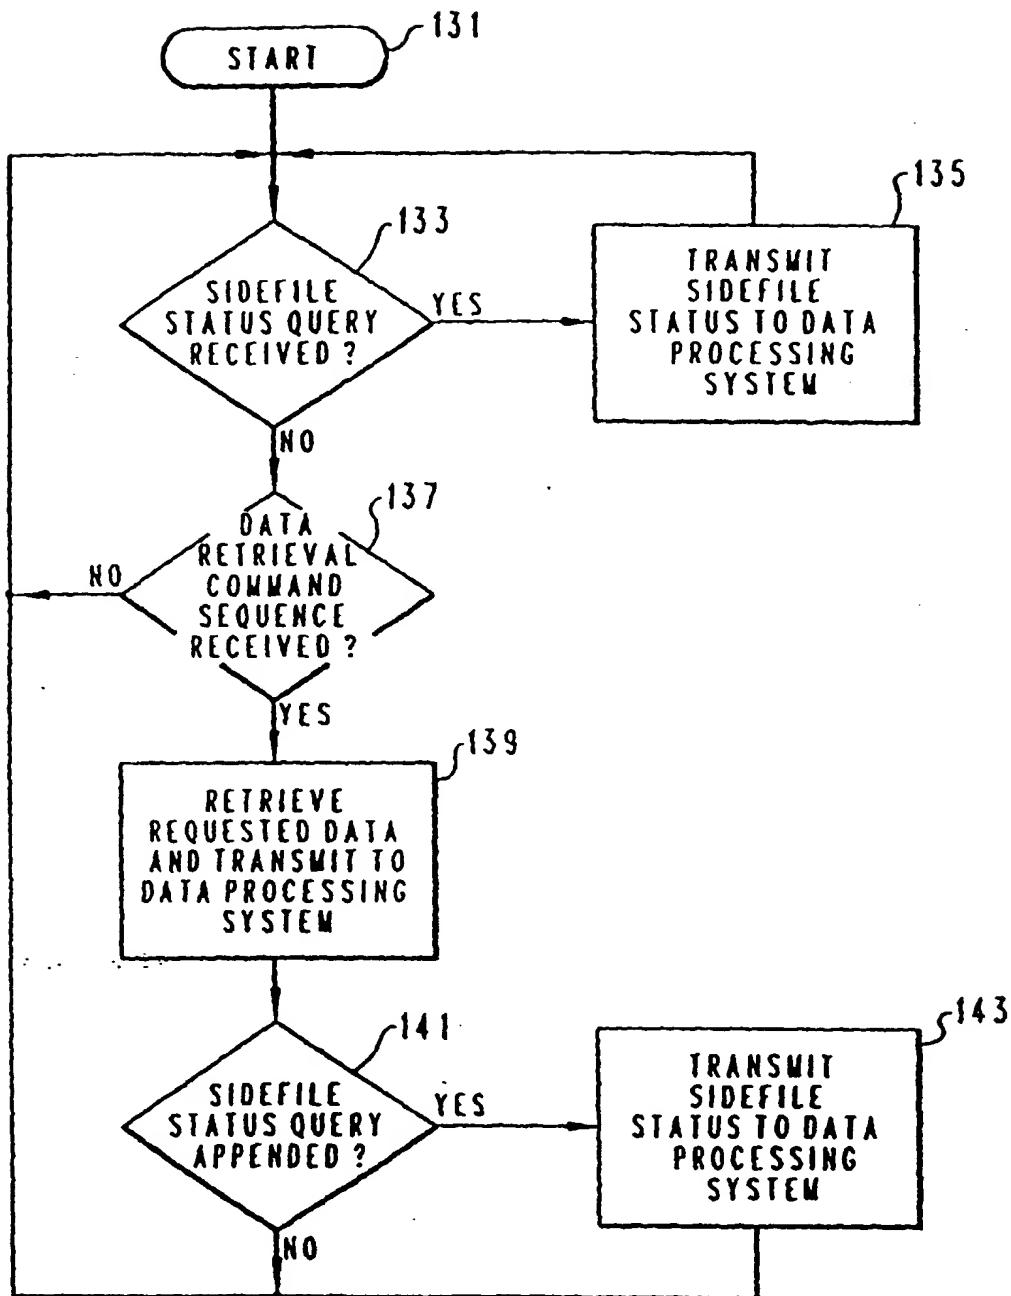 131
START
135
133
TRANSMIT
SIDEFILE
STATUS TO DATA
PROCESSING
SYSTEM
SIDEFILE
STATUS QUERY
RECEIVED ?
YES
NO
137
DATA
RETRIEVAL
COMMAND
SEQUENCE
RECEIVED ?
NO
YES
139
RETRIEVE
REQUESTED DATA
AND TRANSMIT TO
DATA PROCESSING
SYSTEM
141
143
SIDEFILE
STATUS QUERY
APPENDED ?
YES
TRANSMIT
SIDEFILE
STATUS TO DATA
PROCESSING
SYSTEM
NO